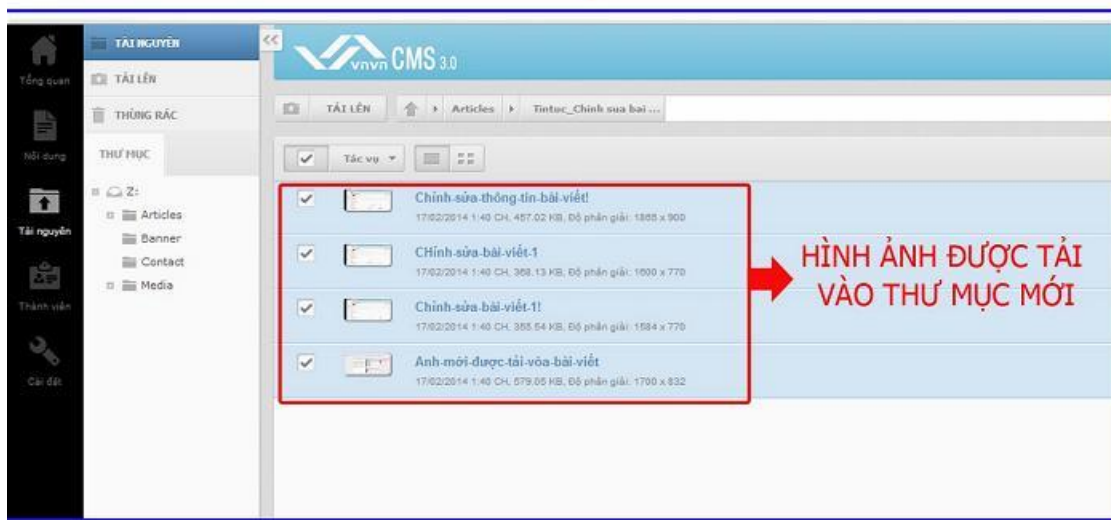 Tổng quan
Nội dung
Tài nguyên
Thành viên
Cài đặt
TÀI NGUYÊN
TẢI LÊN
THÙNG RÁC
THƯ MỤC
Z:
Articles
Banner
Contact
Media
<<
vnvn CMS 3.0
TẢI LÊN
Articles
Tintuc_Chinh sua bai ...
Tác vụ
Chỉnh-sửa-thông-tin-bài-viết!
17/02/2014 1:40 CH, 457.02 KB, Độ phân giải: 1868 x 900
CHỉnh-sửa-bài-viết-1
17/02/2014 1:40 CH, 368.13 KB, Độ phân giải: 1600 x 770
Chỉnh-sửa-bài-viết-1!
17/02/2014 1:40 CH, 355.54 KB, Độ phân giải: 1584 x 770
Anh-mới-được-tải-vòa-bài-viết
17/02/2014 1:40 CH, 579.05 KB, Độ phân giải: 1790 x 832
HÌNH ẢNH ĐƯỢC TẢI
VÀO THƯ MỤC MỚI